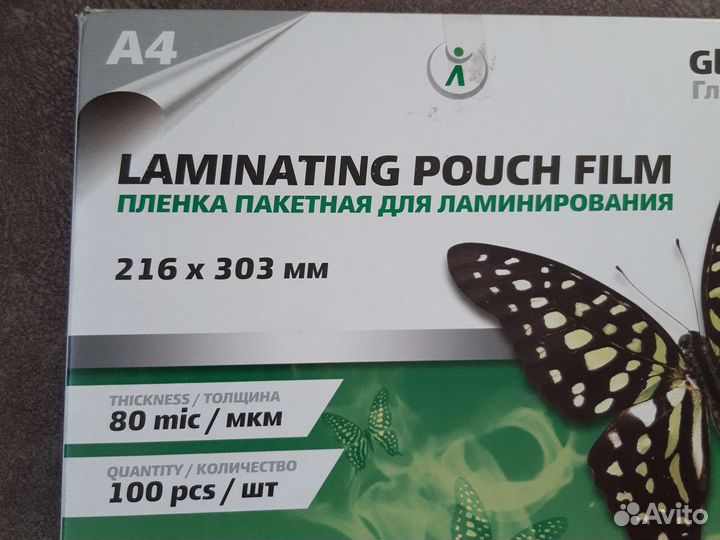 A4
LAMINATING POUCH FILM
ПЛЕНКА ПАКЕТНАЯ ДЛЯ ЛАМИНИРОВАНИЯ
216 x 303 мм
THICKNESS / ТОЛЩИНА
80 mic / мкм
QUANTITY / КОЛИЧЕСТВО
100 pcs / шт
Avito